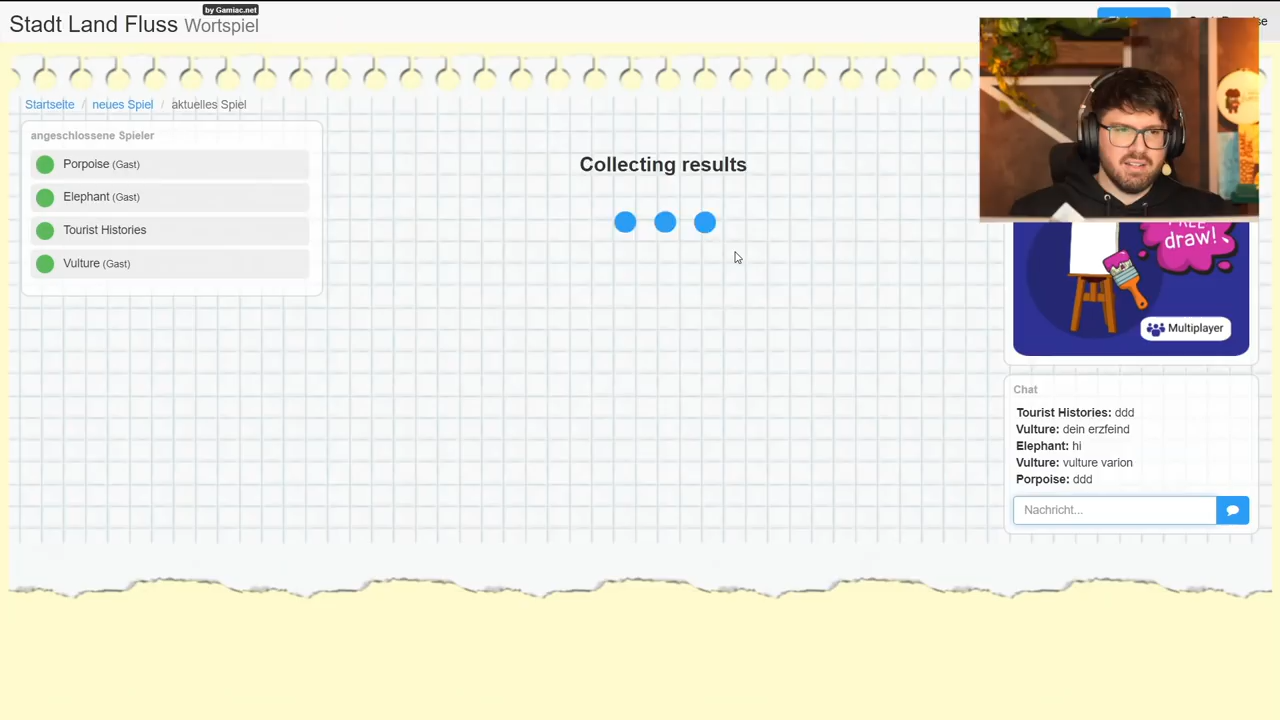 by Gamiac.net
Stadt Land Fluss Wortspiel
Startseite / neues Spiel / aktuelles Spiel
angeschlossene Spieler
Porpoise (Gast)
Elephant (Gast)
Tourist Histories
Vulture (Gast)
Collecting results
draw!
Multiplayer
Chat
Tourist Histories: ddd
Vulture: dein erzfeind
Elephant: hi
Vulture: vulture varion
Porpoise: ddd
Nachricht...